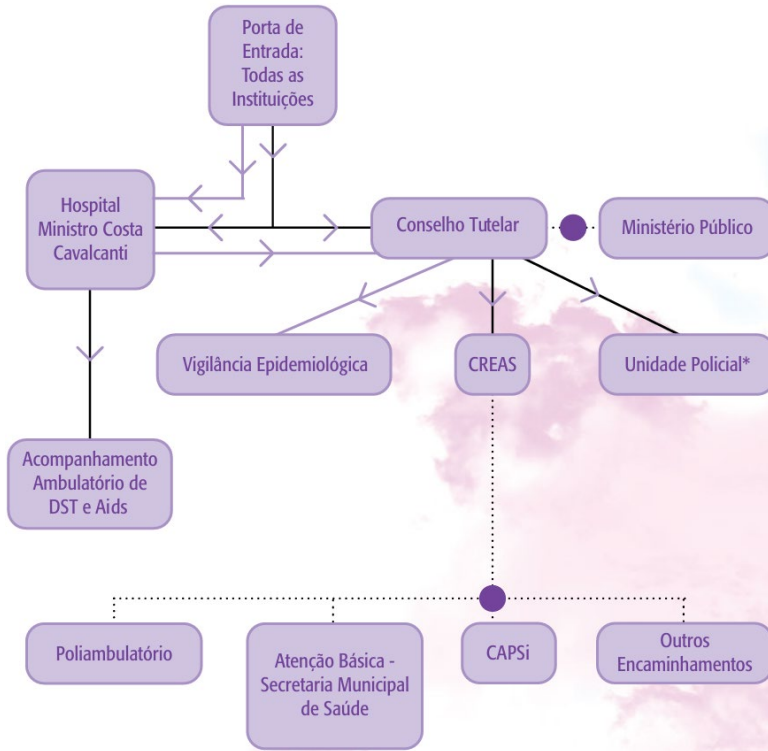 Porta de
Entrada:
Todas as
Instituições
Hospital
Ministro Costa
Cavalcanti
Conselho Tutelar
Ministério Público
Vigilância Epidemiológica
CREAS
Unidade Policial*
Acompanhamento
Ambulatório de
DST e Aids
Poliambulatório
Atenção Básica -
Secretaria Municipal
de Saúde
CAPSi
Outros
Encaminhamentos